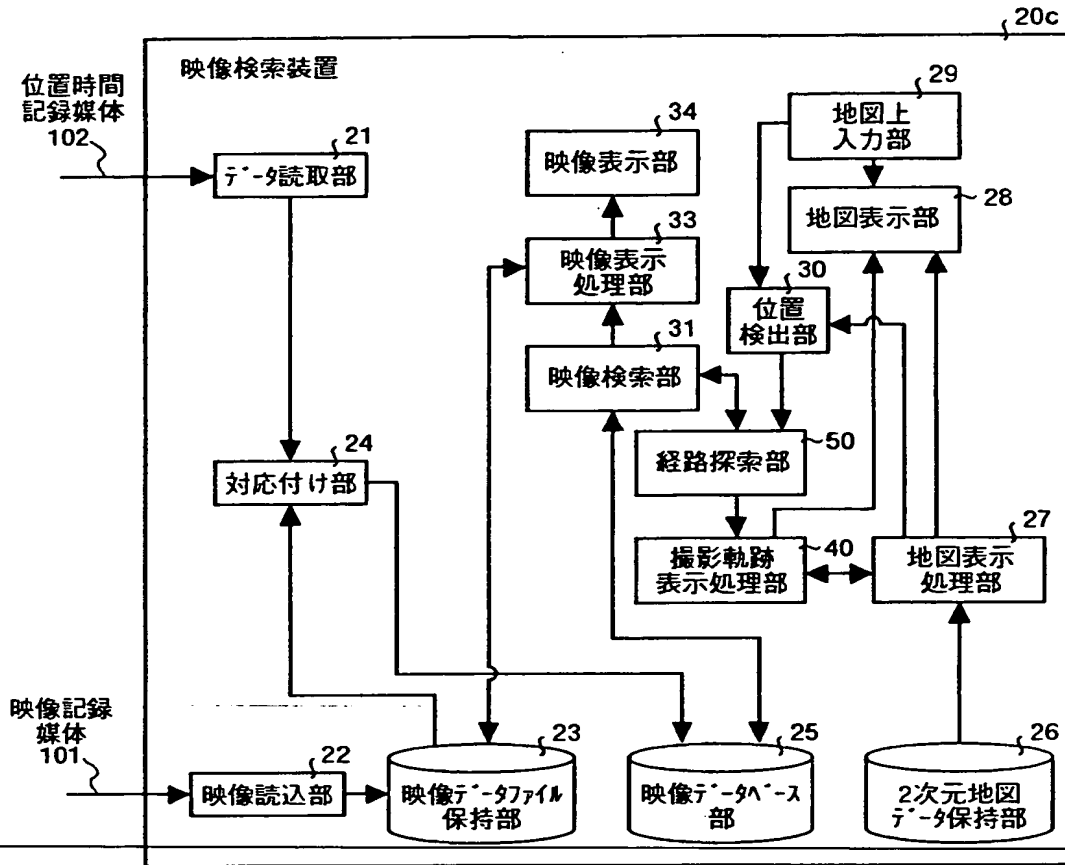 20c
映像検索装置
位置時間
記録媒体
102
21
データ読取部
34
映像表示部
29
地図上
入力部
28
地図表示部
33
映像表示
処理部
30
位置
検出部
31
映像検索部
50
経路探索部
24
対応付け部
40
撮影軌跡
表示処理部
27
地図表示
処理部
映像記録
媒体
101
22
映像読込部
23
映像データファイル
保持部
25
映像データベース
部
26
2次元地図
データ保持部